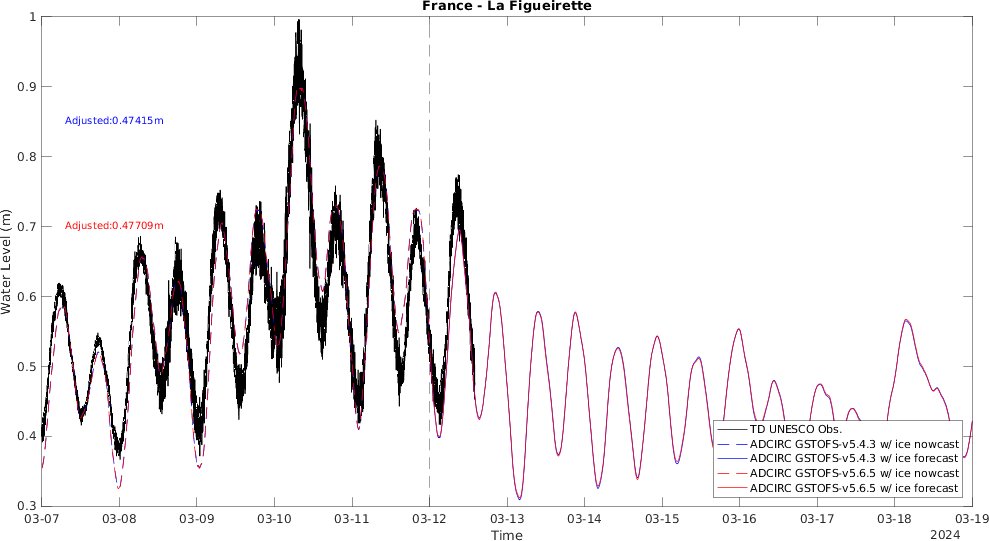 France - La Figueirette
1
0.9
0.8
0.7
0.6
0.5
0.4
0.3
Water Level (m)
Adjusted:0.47415m
Adjusted:0.47709m
TD UNESCO Obs.
ADCIRC GSTOFS-v5.4.3 w/ ice nowcast
ADCIRC GSTOFS-v5.4.3 w/ ice forecast
ADCIRC GSTOFS-v5.6.5 w/ ice nowcast
ADCIRC GSTOFS-v5.6.5 w/ ice forecast
03-07 03-08 03-09 03-10 03-11 03-12 03-13 03-14 03-15 03-16 03-17 03-18 03-19
Time
2024